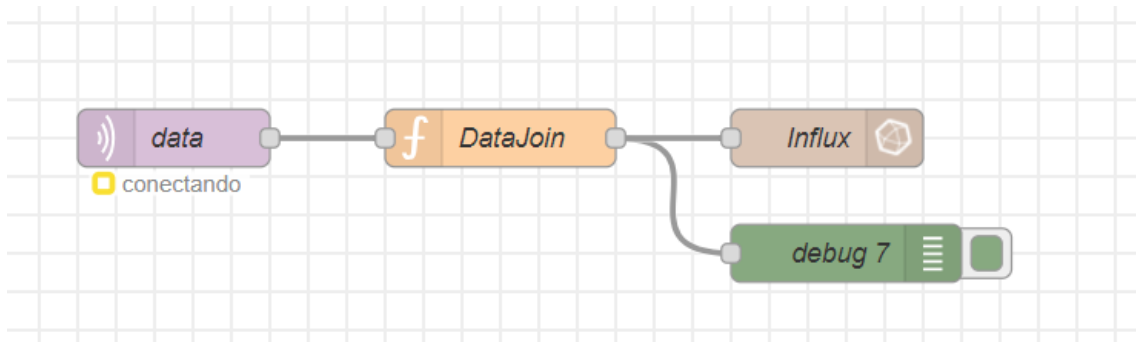 data
DataJoin
Influx
conectando
debug 7